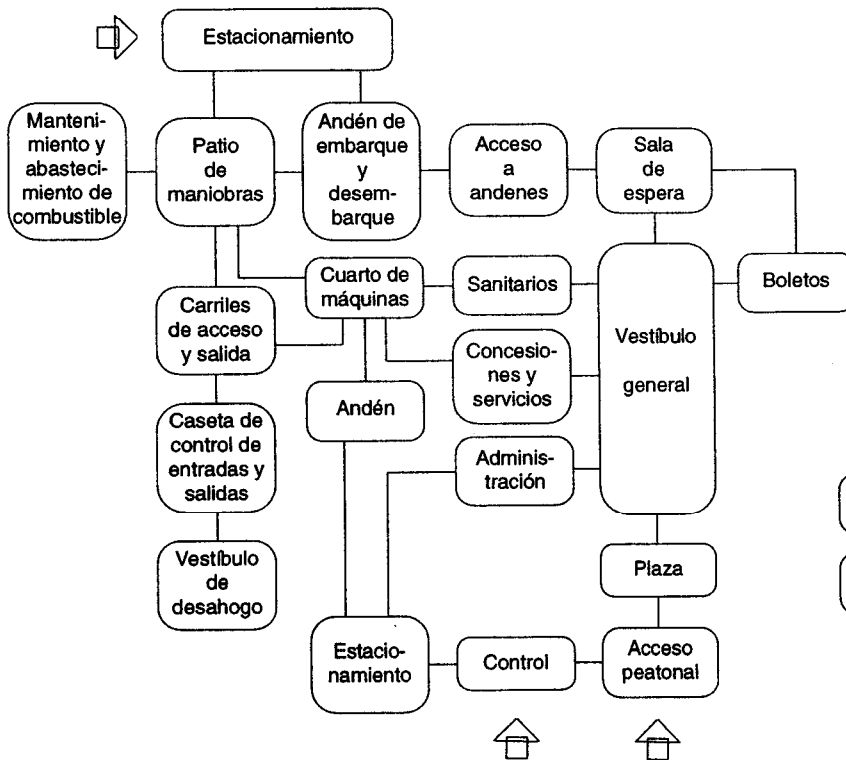 Estacionamiento
Manteni-
miento y
abasteci-
miento de
combustible
Patio
de
maniobras
Andén de
embarque
y
desem-
barque
Acceso
a
andenes
Sala
de
espera
Cuarto de
máquinas
Sanitarios
Boletos
Carriles
de acceso
y salida
Concesio-
nes y
servicios
Vestíbulo
general
Andén
Caseta de
control de
entradas y
salidas
Adminis-
tración
Vestíbulo
de
desahogo
Plaza
Estacio-
namiento
Control
Acceso
peatonal